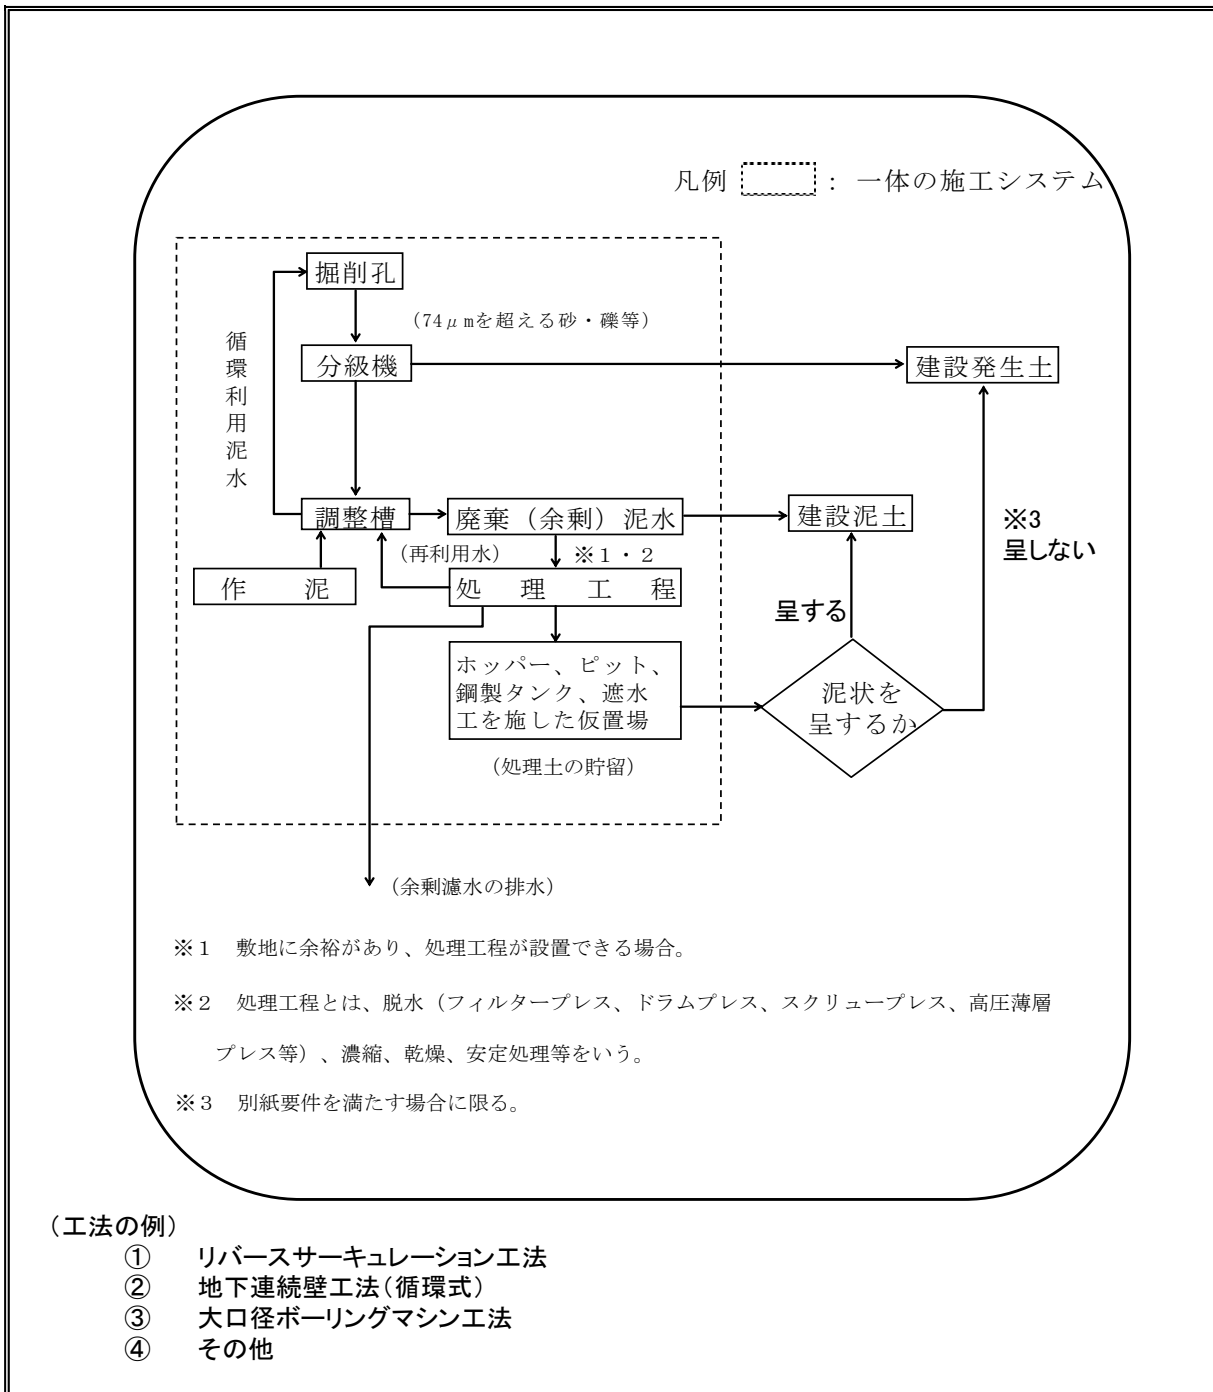 凡例 : 一体の施工システム
掘削孔
（74μmを超える砂・礫等）
循環利用泥水
分級機
建設発生土
調整槽
廃棄（余剰）泥水
建設泥土
※3
呈しない
（再利用水）
※１・２
作 泥
処 理 工 程
呈する
ホッパー、ピット、
鋼製タンク、遮水
工を施した仮置場
泥状を
呈するか
（処理土の貯留）
（余剰濾水の排水）
※１ 敷地に余裕があり、処理工程が設置できる場合。
※２ 処理工程とは、脱水（フィルタープレス、ドラムプレス、スクリュープレス、高圧薄層
プレス等）、濃縮、乾燥、安定処理等をいう。
※３ 別紙要件を満たす場合に限る。
（工法の例）
① リバースサーキュレーション工法
② 地下連続壁工法（循環式）
③ 大口径ボーリングマシン工法
④ その他